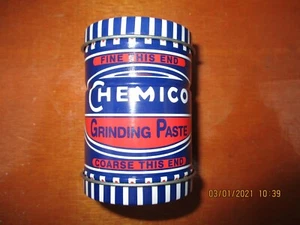 FINE THIS END
CHEMICO
GRINDING PASTE
COARSE THIS END
03/01/2021 10:39